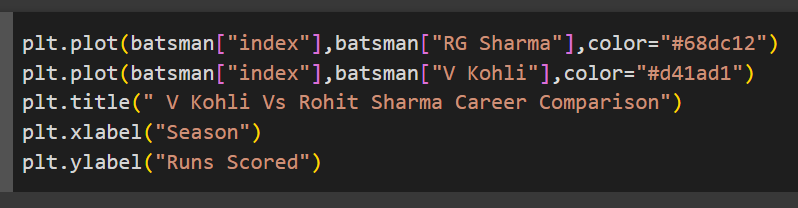 plt.plot(batsman["index"],batsman["RG Sharma"],color="#68dc12")
plt.plot(batsman["index"],batsman["V Kohli"],color="#d41ad1")
plt.title(" V Kohli Vs Rohit Sharma Career Comparison")
plt.xlabel("Season")
plt.ylabel("Runs Scored")